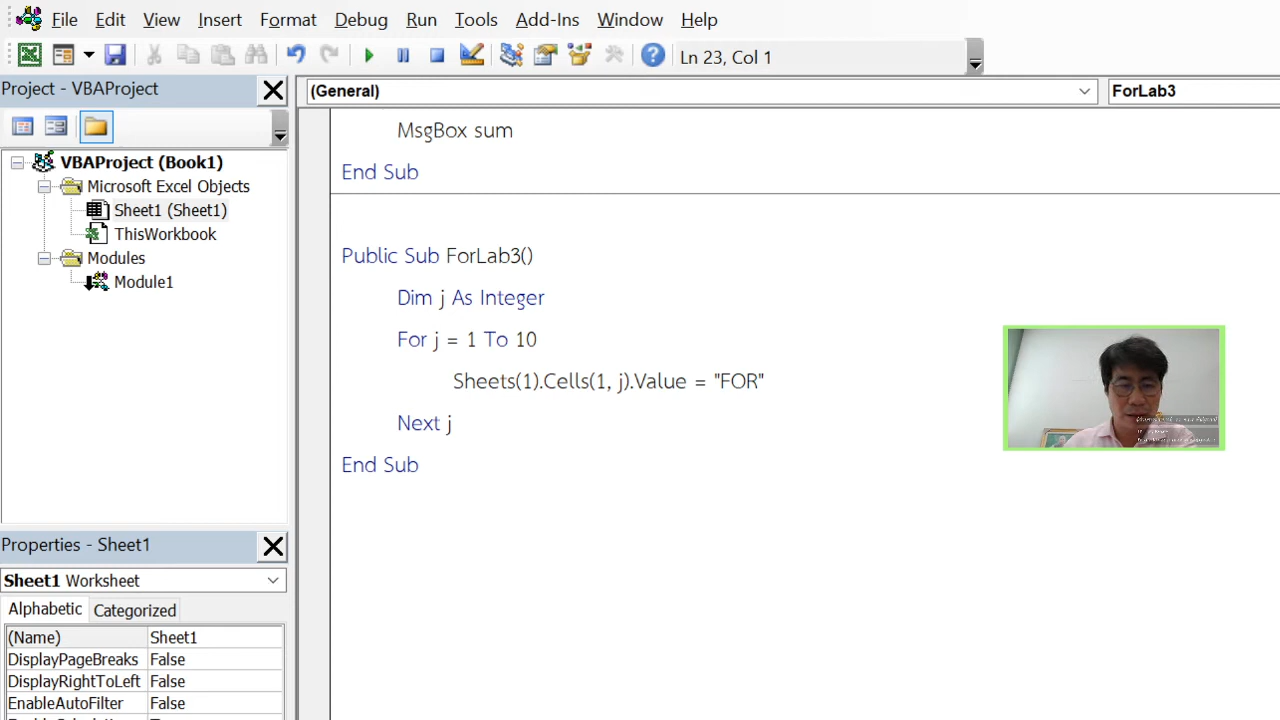 File Edit View Insert Format Debug Run Tools Add-Ins Window Help
Ln 23, Col 1
Project - VBAProject
(General)
ForLab3
VBAProject (Book1)
Microsoft Excel Objects
Sheet1 (Sheet1)
ThisWorkbook
Modules
Module1
MsgBox sum
End Sub
Public Sub ForLab3()
Dim j As Integer
For j = 1 To 10
Sheets(1).Cells(1, j).Value = "FOR"
Next j
End Sub
Properties - Sheet1
Sheet1 Worksheet
Alphabetic Categorized
(Name) Sheet1
DisplayPageBreaks False
DisplayRightToLeft False
EnableAutoFilter False